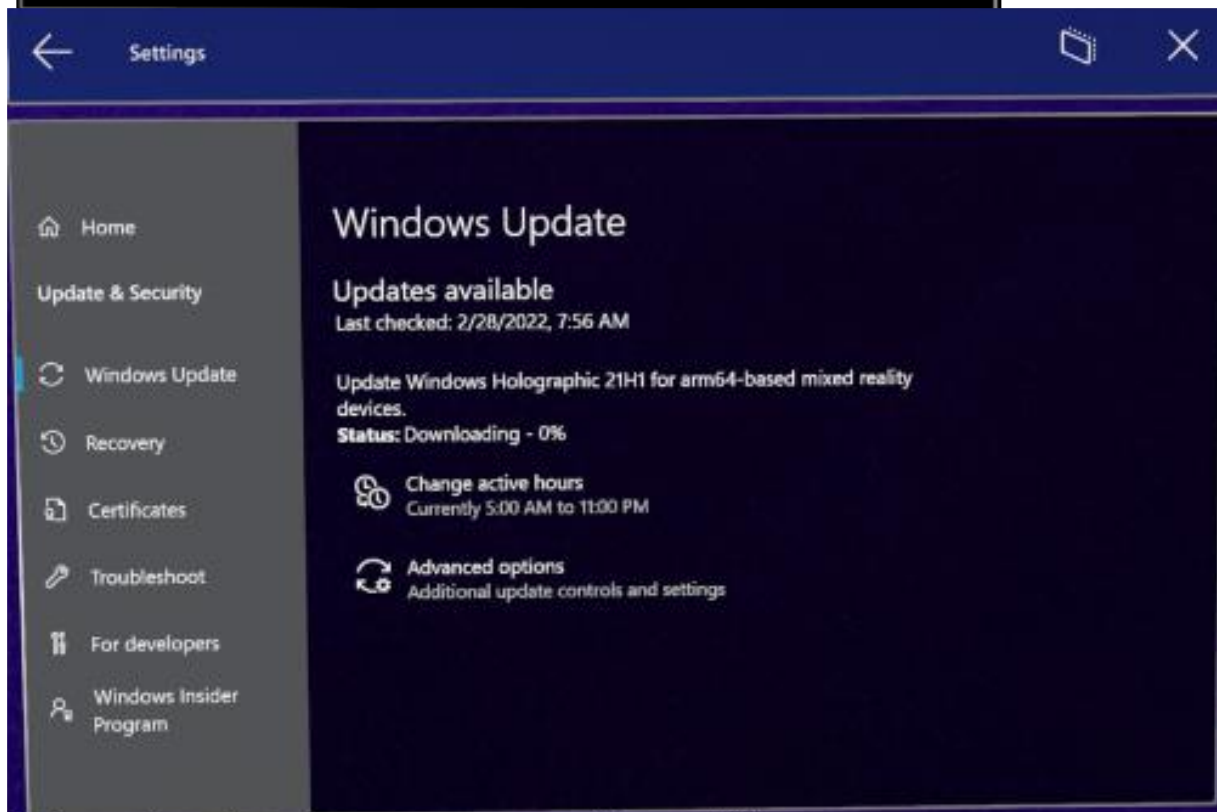 Settings
Home
Update & Security
Windows Update
Recovery
Certificates
Troubleshoot
For developers
Windows Insider
Program
Windows Update
Updates available
Last checked: 2/28/2022, 7:56 AM
Update Windows Holographic 21H1 for arm64-based mixed reality
devices.
Status: Downloading - 0%
Change active hours
Currently 5:00 AM to 11:00 PM
Advanced options
Additional update controls and settings